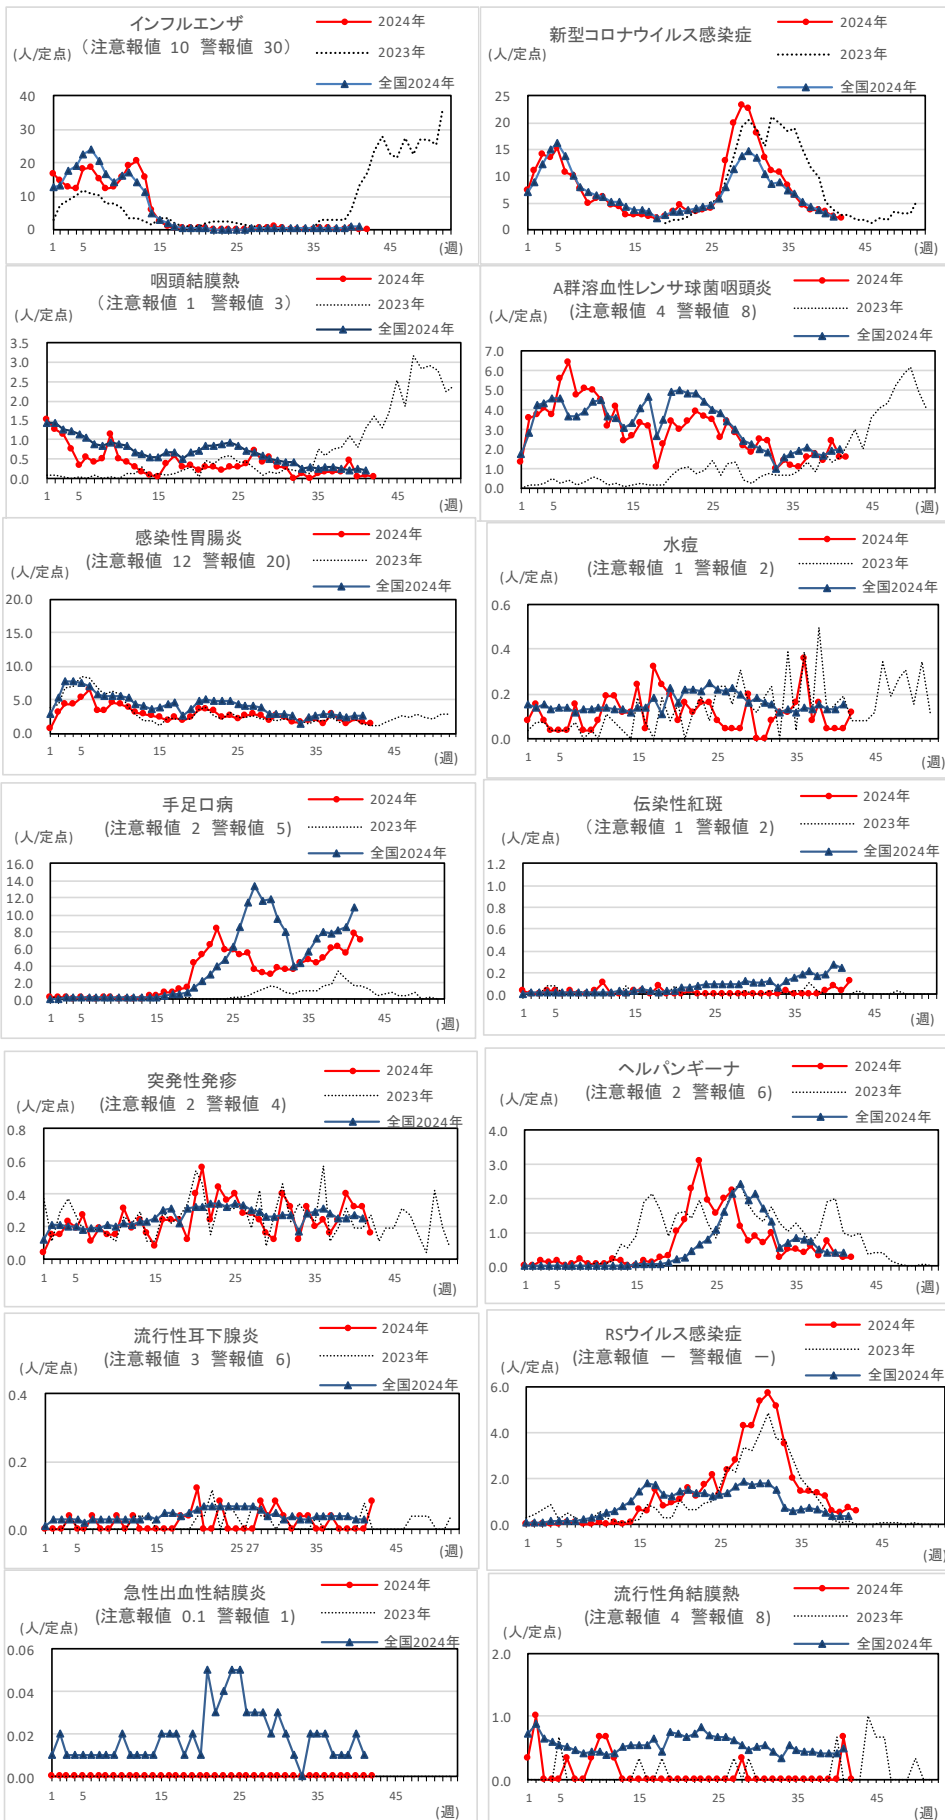 インフルエンザ
（注意報値 10 警報値 30）
(人/定点)
2024年
2023年
全国2024年
40
30
20
10
0
1
5
15
25
35
45
(週)
新型コロナウイルス感染症
(人/定点)
2024年
2023年
全国2024年
25
20
15
10
5
0
1
5
15
25
35
45
(週)
咽頭結膜熱
（注意報値 1 警報値 3）
(人/定点)
2024年
2023年
全国2024年
3.5
3.0
2.5
2.0
1.5
1.0
0.5
0.0
1
5
15
25
35
45
(週)
A群溶血性レンサ球菌咽頭炎
(注意報値 4 警報値 8)
(人/定点)
2024年
2023年
全国2024年
7.0
6.0
5.0
4.0
3.0
2.0
1.0
0.0
1
5
15
25
35
45
(週)
感染性胃腸炎
(注意報値 12 警報値 20)
(人/定点)
2024年
2023年
全国2024年
20.0
15.0
10.0
5.0
0.0
1
5
15
25
35
45
(週)
水痘
(注意報値 1 警報値 2)
(人/定点)
2024年
2023年
全国2024年
0.6
0.4
0.2
0.0
1
5
15
25
35
45
(週)
手足口病
(注意報値 2 警報値 5)
(人/定点)
2024年
2023年
全国2024年
16.0
14.0
12.0
10.0
8.0
6.0
4.0
2.0
0.0
1
5
15
25
35
45
(週)
伝染性紅斑
（注意報値 1 警報値 2)
(人/定点)
2024年
2023年
全国2024年
1.2
1.0
0.8
0.6
0.4
0.2
0.0
1
5
15
25
35
45
(週)
突発性発疹
(注意報値 2 警報値 4)
(人/定点)
2024年
2023年
全国2024年
0.8
0.6
0.4
0.2
0.0
1
5
15
25
35
45
(週)
ヘルパンギーナ
(注意報値 2 警報値 6)
(人/定点)
2024年
2023年
全国2024年
4.0
3.0
2.0
1.0
0.0
1
5
15
25
35
45
(週)
流行性耳下腺炎
(注意報値 3 警報値 6)
(人/定点)
2024年
2023年
全国2024年
0.4
0.2
0.0
1
5
15
25 27
35
45
(週)
RSウイルス感染症
(注意報値 ー 警報値 ー)
(人/定点)
2024年
2023年
全国2024年
6.0
4.0
2.0
0.0
1
5
15
25
35
45
(週)
急性出血性結膜炎
(注意報値 0.1 警報値 1)
(人/定点)
2024年
2023年
全国2024年
0.06
0.04
0.02
0.00
1
5
15
25
35
45
(週)
流行性角結膜熱
(注意報値 4 警報値 8)
(人/定点)
2024年
2023年
全国2024年
2.0
1.0
0.0
1
5
15
25
35
45
(週)